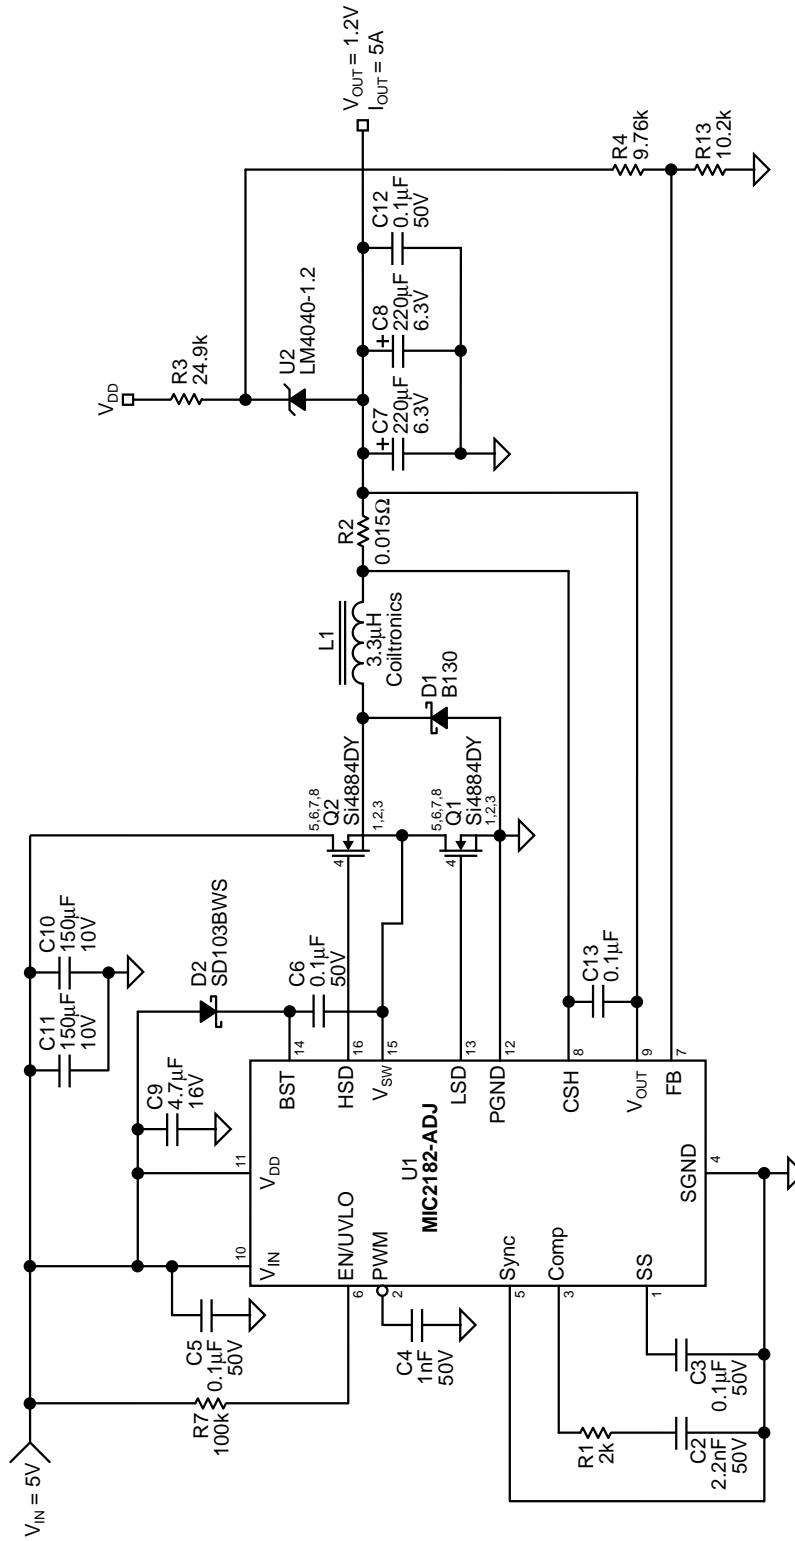 V_IN = 5V
R7
100k
C5
0.1µF
50V
C11
150µF
10V
C10
150µF
10V
C9
4.7µF
16V
D2
SD103BWS
C6
0.1µF
50V
10
V_IN
11
V_DD
EN/UVLO
6
PWM
2
C4
1nF
50V
Sync
5
Comp
3
SS
1
R1
2k
C2
2.2nF
50V
C3
0.1µF
50V
U1
MIC2182-ADJ
BST
14
HSD
16
V_SW
15
LSD
13
PGND
12
CSH
8
V_OUT
9
FB
7
SGND
4
C13
0.1µF
5,6,7,8
Q2
Si4884DY
4
1,2,3
5,6,7,8
Q1
Si4884DY
4
1,2,3
D1
B130
L1
3.3µH
Coiltronics
R2
0.015Ω
V_DD
R3
24.9k
U2
LM4040-1.2
+
C7
220µF
6.3V
+
C8
220µF
6.3V
C12
0.1µF
50V
V_OUT = 1.2V
I_OUT = 5A
R4
9.76k
R13
10.2k